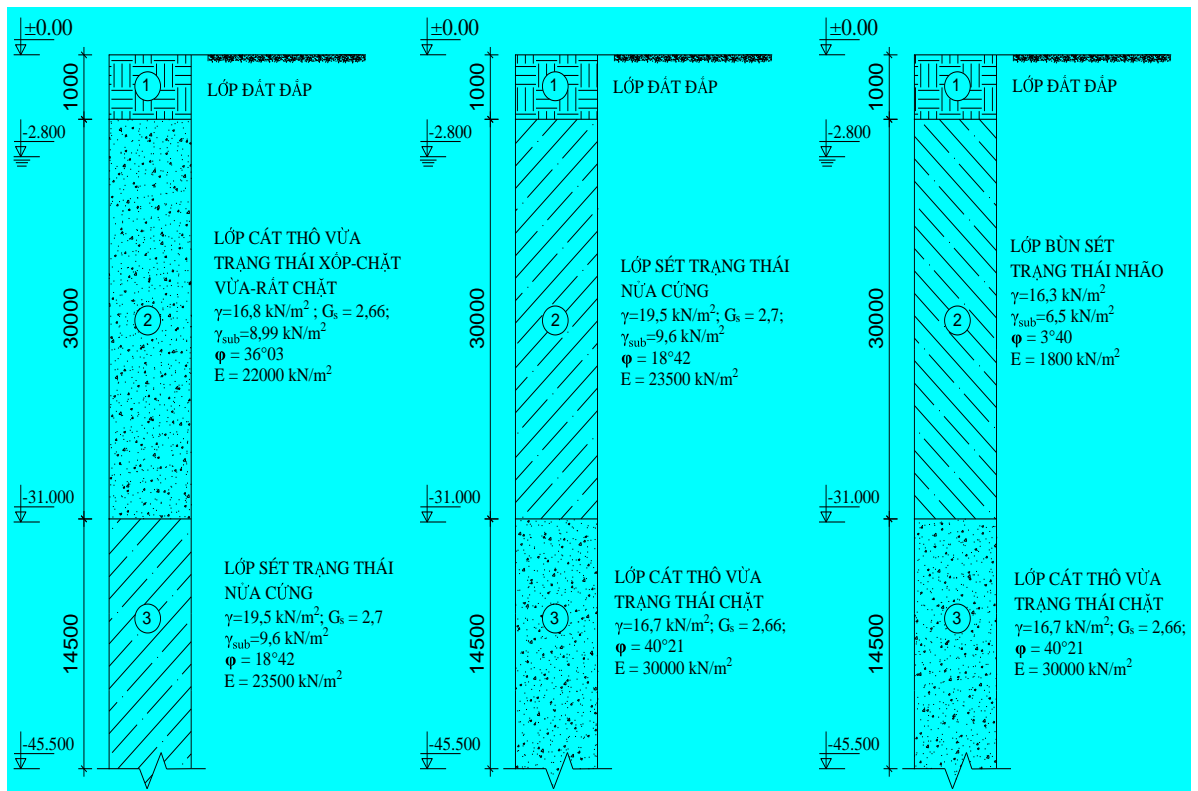 ±0.00
1000
1
LỚP ĐẤT ĐẮP
-2.800
LỚP CÁT THÔ VỪA
TRẠNG THÁI XỐP-CHẶT
VỪA-RẤT CHẶT
γ=16,8 kN/m² ; Gₛ = 2,66;
γsub=8,99 kN/m²
φ = 36°03
E = 22000 kN/m²
2
30000
-31.000
LỚP SÉT TRẠNG THÁI
NỬA CỨNG
γ=19,5 kN/m²; Gₛ = 2,7
γsub=9,6 kN/m²
φ = 18°42
E = 23500 kN/m²
3
14500
-45.500
±0.00
1000
1
LỚP ĐẤT ĐẮP
-2.800
LỚP SÉT TRẠNG THÁI
NỬA CỨNG
γ=19,5 kN/m²; Gₛ = 2,7;
γsub=9,6 kN/m²
φ = 18°42
E = 23500 kN/m²
2
30000
-31.000
LỚP CÁT THÔ VỪA
TRẠNG THÁI CHẶT
γ=16,7 kN/m²; Gₛ = 2,66;
φ = 40°21
E = 30000 kN/m²
3
14500
-45.500
±0.00
1000
1
LỚP ĐẤT ĐẮP
-2.800
LỚP BÙN SÉT
TRẠNG THÁI NHÃO
γ=16,3 kN/m²
γsub=6,5 kN/m²
φ = 3°40
E = 1800 kN/m²
2
30000
-31.000
LỚP CÁT THÔ VỪA
TRẠNG THÁI CHẶT
γ=16,7 kN/m²; Gₛ = 2,66;
φ = 40°21
E = 30000 kN/m²
3
14500
-45.500